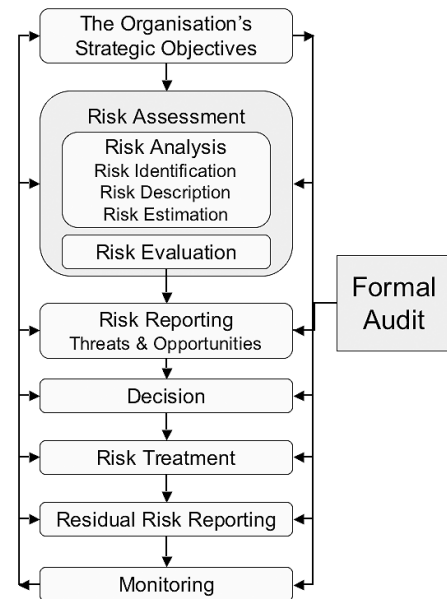 The Organisation's
Strategic Objectives
Risk Assessment
Risk Analysis
Risk Identification
Risk Description
Risk Estimation
Risk Evaluation
Formal
Audit
Risk Reporting
Threats & Opportunities
Decision
Risk Treatment
Residual Risk Reporting
Monitoring